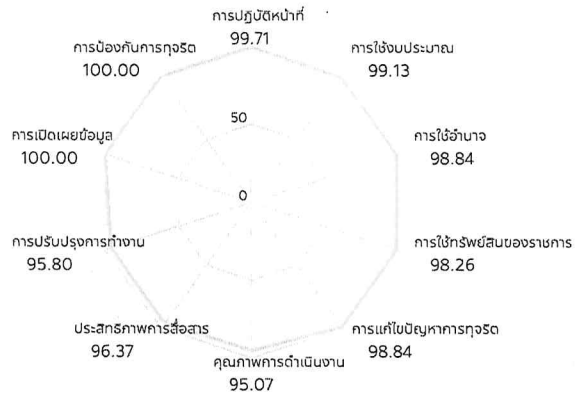 การปฏิบัติหน้าที่
99.71
การป้องกันการทุจริต
100.00
การใช้งบประมาณ
99.13
50
การเปิดเผยข้อมูล
100.00
การใช้อำนาจ
98.84
0
การปรับปรุงการทำงาน
95.80
การใช้ทรัพย์สินของราชการ
98.26
ประสิทธิภาพการสื่อสาร
96.37
การแก้ไขปัญหาการทุจริต
98.84
คุณภาพการดำเนินงาน
95.07